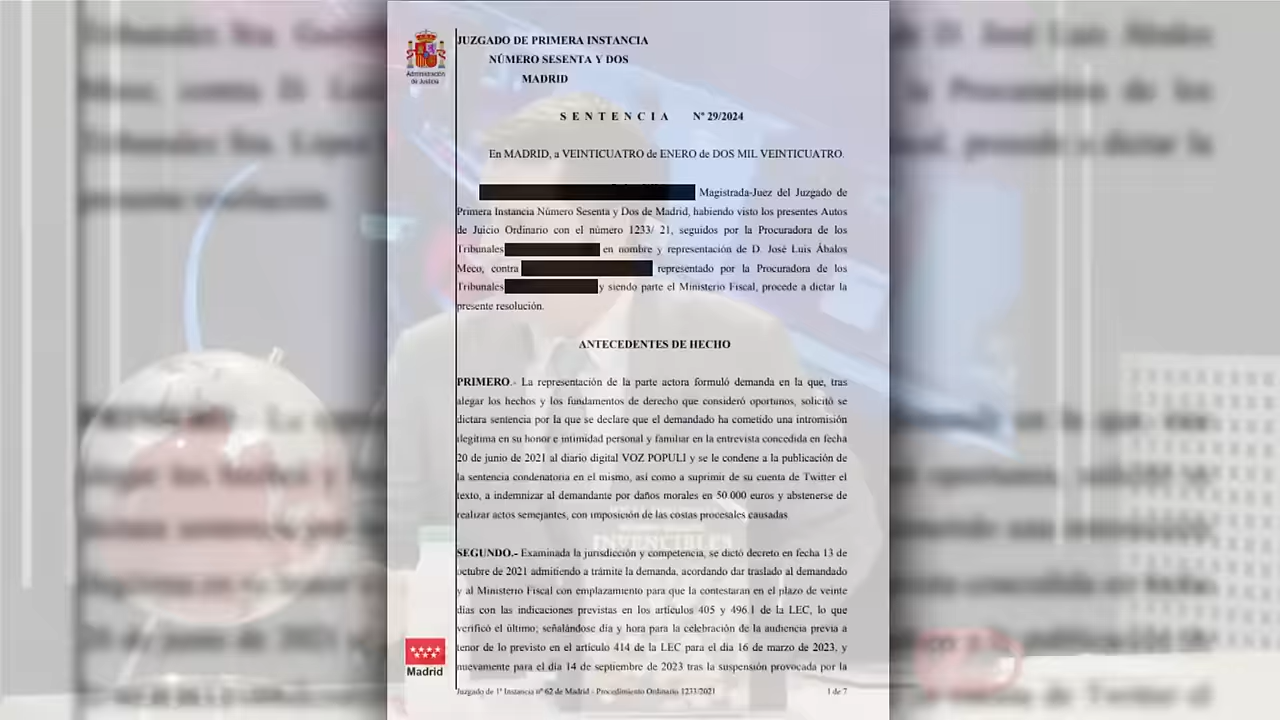 JUZGADO DE PRIMERA INSTANCIA
NÚMERO SESENTA Y DOS
MADRID
Administración
de Justicia
SENTENCIA Nº 29/2024
En MADRID, a VEINTICUATRO de ENERO de DOS MIL VEINTICUATRO.
Magistrada-Juez del Juzgado de
Primera Instancia Número Sesenta y Dos de Madrid, habiendo visto los presentes Autos
de Juicio Ordinario con el número 1233/ 21, seguidos por la Procuradora de los
Tribunales en nombre y representación de D. José Luis Ábalos
Meco, contra representado por la Procuradora de los
Tribunales y siendo parte el Ministerio Fiscal, procede a dictar la
presente resolución.
ANTECEDENTES DE HECHO
PRIMERO.- La representación de la parte actora formuló demanda en la que, tras
alegar los hechos y los fundamentos de derecho que consideró oportunos, solicitó se
dictara sentencia por la que se declare que el demandado ha cometido una intromisión
ilegítima en su honor e intimidad personal y familiar en la entrevista concedida en fecha
20 de junio de 2021 al diario digital VOZ POPULI y se le condene a la publicación de
la sentencia condenatoria en el mismo, así como a suprimir de su cuenta de Twitter el
texto, a indemnizar al demandante por daños morales en 50.000 euros y abstenerse de
realizar actos semejantes, con imposición de las costas procesales causadas
INVENCIBLES
SEGUNDO.- Examinada la jurisdicción y competencia, se dictó decreto en fecha 13 de
octubre de 2021 admitiendo a trámite la demanda, acordando dar traslado al demandado
y al Ministerio Fiscal con emplazamiento para que la contestaran en el plazo de veinte
días con las indicaciones previstas en los artículos 405 y 496.1 de la LEC, lo que
verificó el último; señalándose día y hora para la celebración de la audiencia previa a
tenor de lo previsto en el artículo 414 de la LEC para el día 16 de marzo de 2023, y
nuevamente para el día 14 de septiembre de 2023 tras la suspensión provocada por la
Madrid
Juzgado de 1ª Instancia nº 62 de Madrid - Procedimiento Ordinario 1233/2021 1 de 7